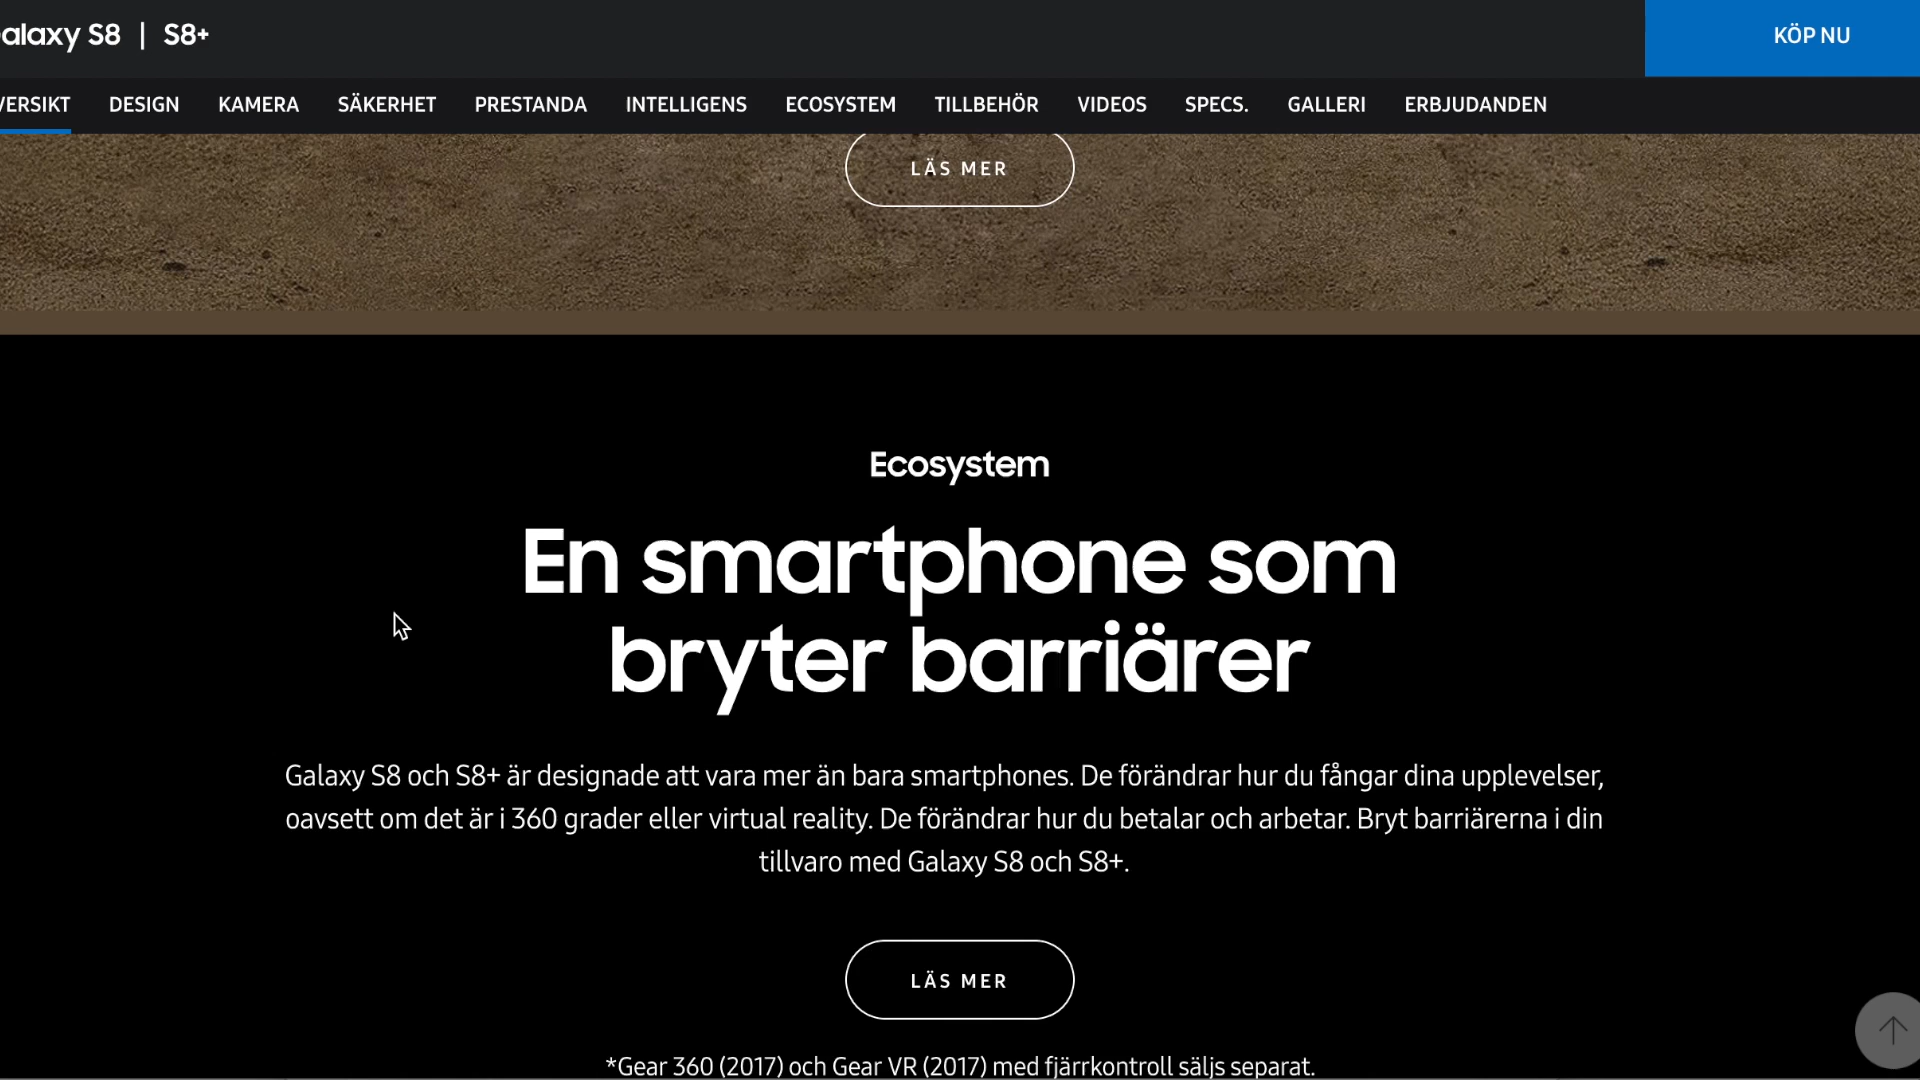 alaxy S8 | S8+
KÖP NU
VERSIKT DESIGN KAMERA SÄKERHET PRESTANDA INTELLIGENS ECOSYSTEM TILLBEHÖR VIDEOS SPECS. GALLERI ERBJUDANDEN
LÄS MER
Ecosystem
En smartphone som
bryter barriärer
Galaxy S8 och S8+ är designade att vara mer än bara smartphones. De förändrar hur du fångar dina upplevelser,
oavsett om det är i 360 grader eller virtual reality. De förändrar hur du betalar och arbetar. Bryt barriärerna i din
tillvaro med Galaxy S8 och S8+.
LÄS MER
*Gear 360 (2017) och Gear VR (2017) med fjärrkontroll säljs separat.